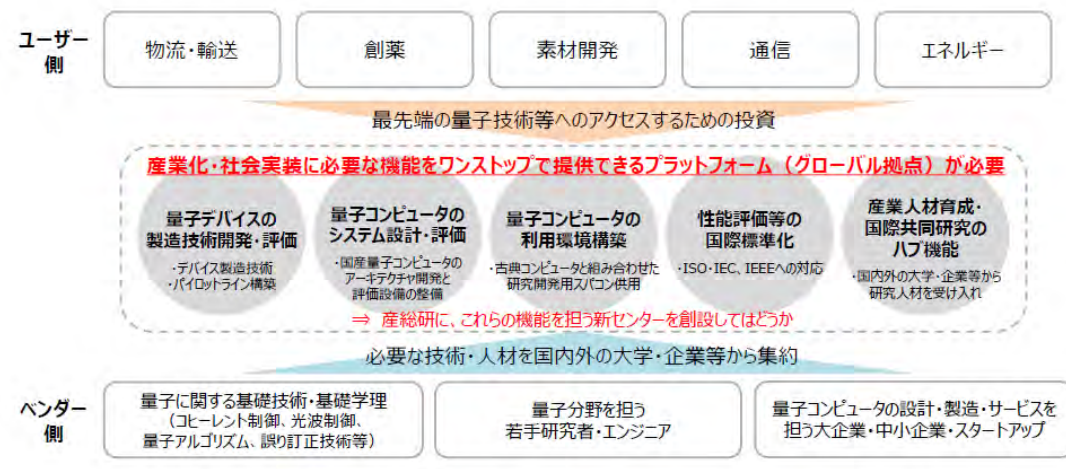 ユーザー
側
物流・輸送
創薬
素材開発
通信
エネルギー
最先端の量子技術等へのアクセスするための投資
産業化・社会実装に必要な機能をワンストップで提供できるプラットフォーム（グローバル拠点）が必要
量子デバイスの
製造技術開発・評価
・デバイス製造技術
・パイロットライン構築
量子コンピュータの
システム設計・評価
・国産量子コンピュータの
アーキテクチャ開発と
評価設備の整備
量子コンピュータの
利用環境構築
・古典コンピュータと組み合わせた
研究開発用スパコン供用
性能評価等の
国際標準化
・ISO・IEC、IEEEへの対応
産業人材育成・
国際共同研究の
ハブ機能
・国内外の大学・企業等から
研究人材を受け入れ
⇒ 産総研に、これらの機能を担う新センターを創設してはどうか
必要な技術・人材を国内外の大学・企業等から集約
ベンダー
側
量子に関する基礎技術・基礎学理
（コヒーレント制御、光波制御、
量子アルゴリズム、誤り訂正技術等）
量子分野を担う
若手研究者・エンジニア
量子コンピュータの設計・製造・サービスを
担う大企業・中小企業・スタートアップ